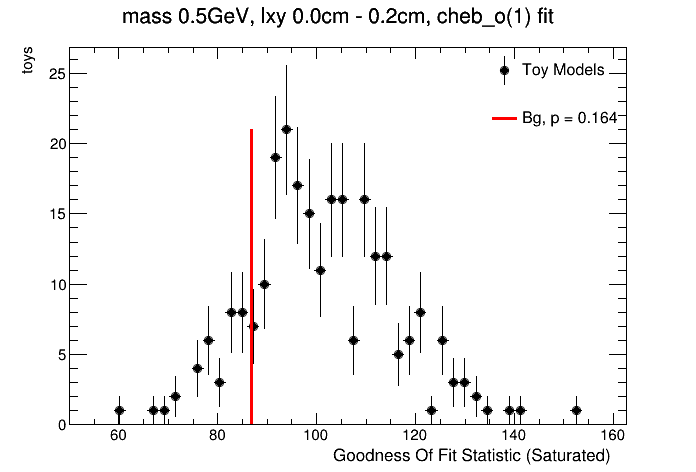 mass 0.5GeV, lxy 0.0cm - 0.2cm, cheb_o(1) fit
toys
25
20
15
10
5
0
Toy Models
Bg, p = 0.164
60 80 100 120 140 160
Goodness Of Fit Statistic (Saturated)